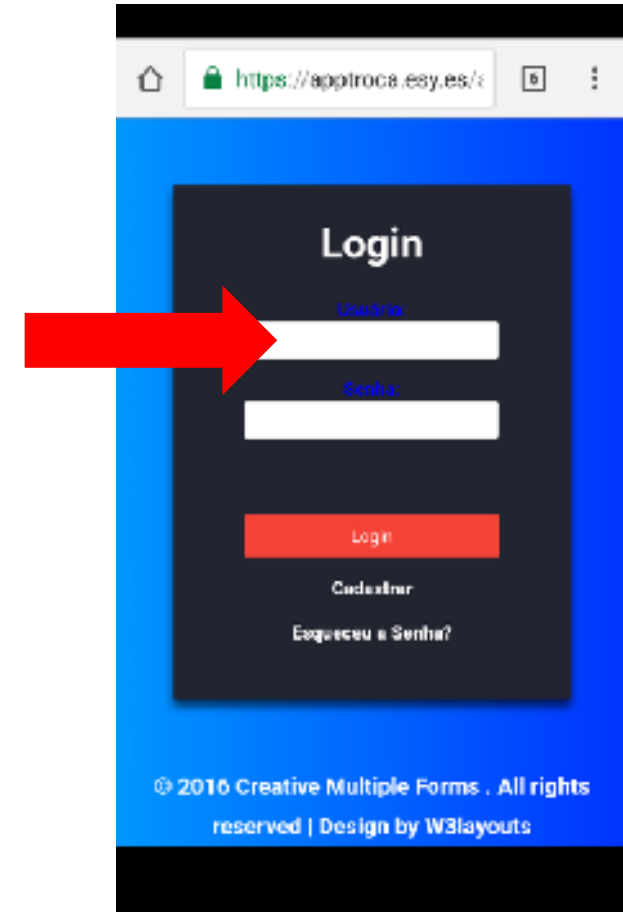 https://apptroca.esy.es/a
6
Login
Usuário:
Senha:
Login
Cadastrar
Esqueceu a Senha?
© 2016 Creative Multiple Forms . All rights
reserved | Design by W3layouts